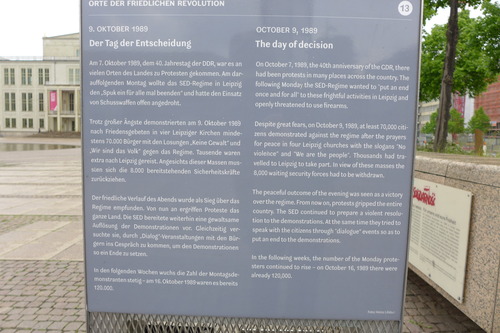 ORTE DER FRIEDLICHEN REVOLUTION
13
9. OKTOBER 1989
Der Tag der Entscheidung
Am 7. Oktober 1989, dem 40. Jahrestag der DDR, war es an
vielen Orten des Landes zu Protesten gekommen. Am dar-
auffolgenden Montag wollte das SED-Regime in Leipzig
den „Spuk ein für alle mal beenden" und hatte den Einsatz
von Schusswaffen offen angedroht.
Trotz großer Ängste demonstrierten am 9. Oktober 1989
nach Friedensgebeten in vier Leipziger Kirchen minde-
stens 70.000 Bürger mit den Losungen „Keine Gewalt" und
„Wir sind das Volk" gegen das Regime. Tausende waren
extra nach Leipzig gereist. Angesichts dieser Massen mus-
sen sich die 8.000 bereitstehenden Sicherheitskräfte
zurückziehen.
Der friedliche Verlauf des Abends wurde als Sieg über das
Regime empfunden. Von nun an ergriffen Proteste das
ganze Land. Die SED bereitete weiterhin eine gewaltsame
Auflösung der Demonstrationen vor. Gleichzeitig ver-
suchte sie, durch „Dialog"-Veranstaltungen mit den Bür-
gern ins Gespräch zu kommen, um den Demonstrationen
so ein Ende zu setzen.
In den folgenden Wochen wuchs die Zahl der Montagsde-
monstranten stetig – am 16. Oktober 1989 waren es bereits
120.000.
OCTOBER 9, 1989
The day of decision
On October 7, 1989, the 40th anniversary of the GDR, there
had been protests in many places across the country. The
following Monday the SED-Regime wanted to "put an end
once and for all" to these frightful activities in Leipzig and
openly threatened to use firearms.
Despite great fears, on October 9, 1989, at least 70,000 citi-
zens demonstrated against the regime after the prayers
for peace in four Leipzig churches with the slogans "No
violence" and "We are the people". Thousands had tra-
velled to Leipzig to take part. In view of these masses the
8,000 waiting security forces had to be withdrawn.
The peaceful outcome of the evening was seen as a victory
over the regime. From now on, protests gripped the entire
country. The SED continued to prepare a violent resolu-
tion to the demonstrations. At the same time they tried to
speak with the citizens through 'dialogue' events so as to
put an end to the demonstrations.
In the following weeks, the number of the Monday prote-
sters continued to rise – on October 16, 1989 there were
already 120,000.